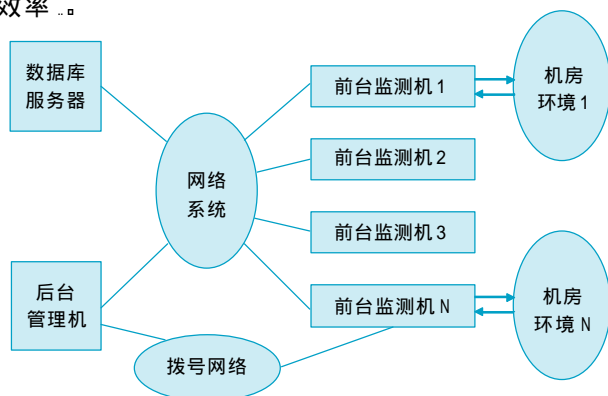 效率 。
数据库
服务器
前台监测机1
机房
环境1
前台监测机2
网络
系统
前台监测机3
后台
管理机
前台监测机N
机房
环境N
拨号网络